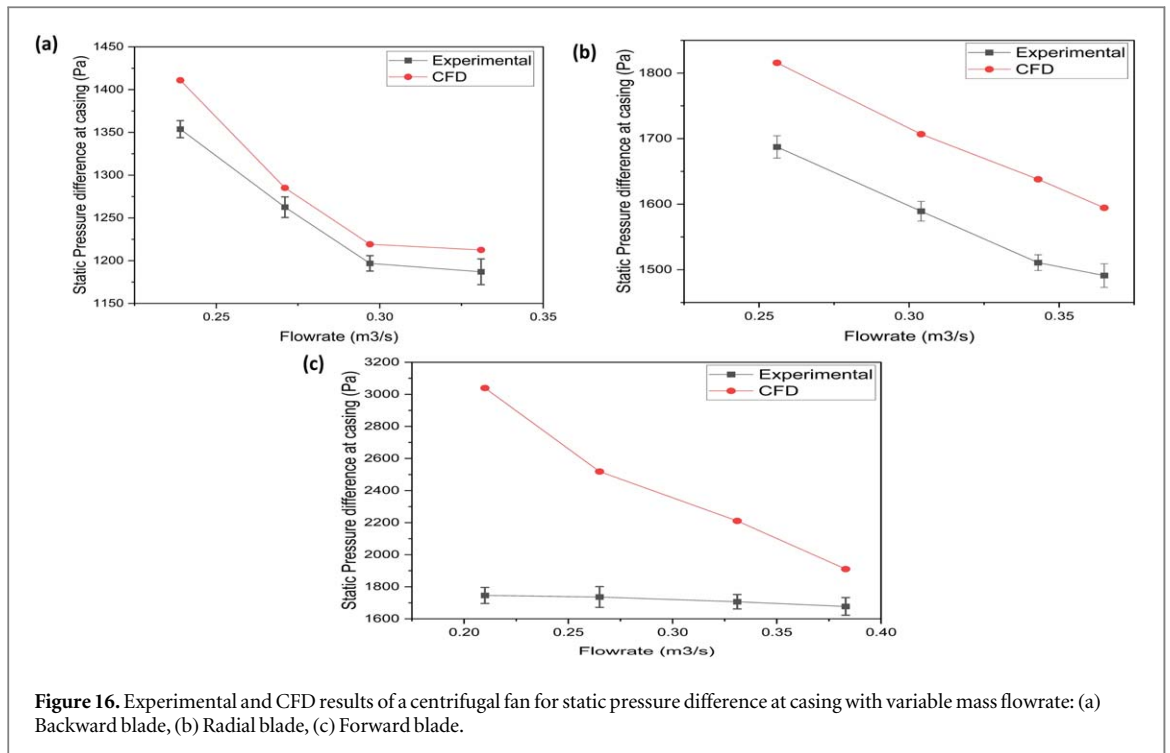 (a)
1450
1400
1350
1300
1250
1200
1150
Static Pressure difference at casing (Pa)
Experimental
CFD
0.25 0.30 0.35
Flowrate (m3/s)
(b)
1800
1700
1600
1500
Static Pressure difference at casing (Pa)
Experimental
CFD
0.25 0.30 0.35
Flowrate (m3/s)
(c)
3200
3000
2800
2600
2400
2200
2000
1800
1600
Static Pressure difference at casing (Pa)
Experimental
CFD
0.20 0.25 0.30 0.35 0.40
Flowrate (m3/s)
Figure 16. Experimental and CFD results of a centrifugal fan for static pressure difference at casing with variable mass flowrate: (a)
Backward blade, (b) Radial blade, (c) Forward blade.